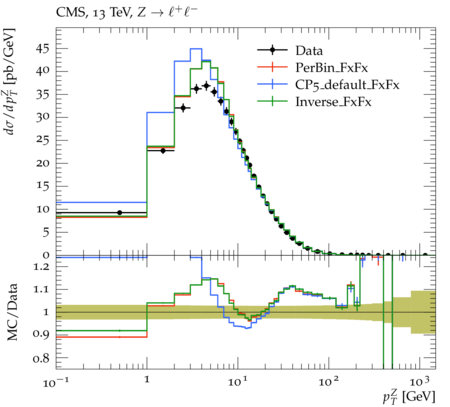 CMS, 13 TeV, Z → ℓ⁺ℓ⁻
dσ/dp_T^Z [pb/GeV]
45
40
35
30
25
20
15
10
5
0
Data
PerBin_FxFx
CP5_default_FxFx
Inverse_FxFx
MC/Data
1.2
1.1
1
0.9
0.8
10⁻¹ 1 10¹ 10² 10³
p_T^Z [GeV]